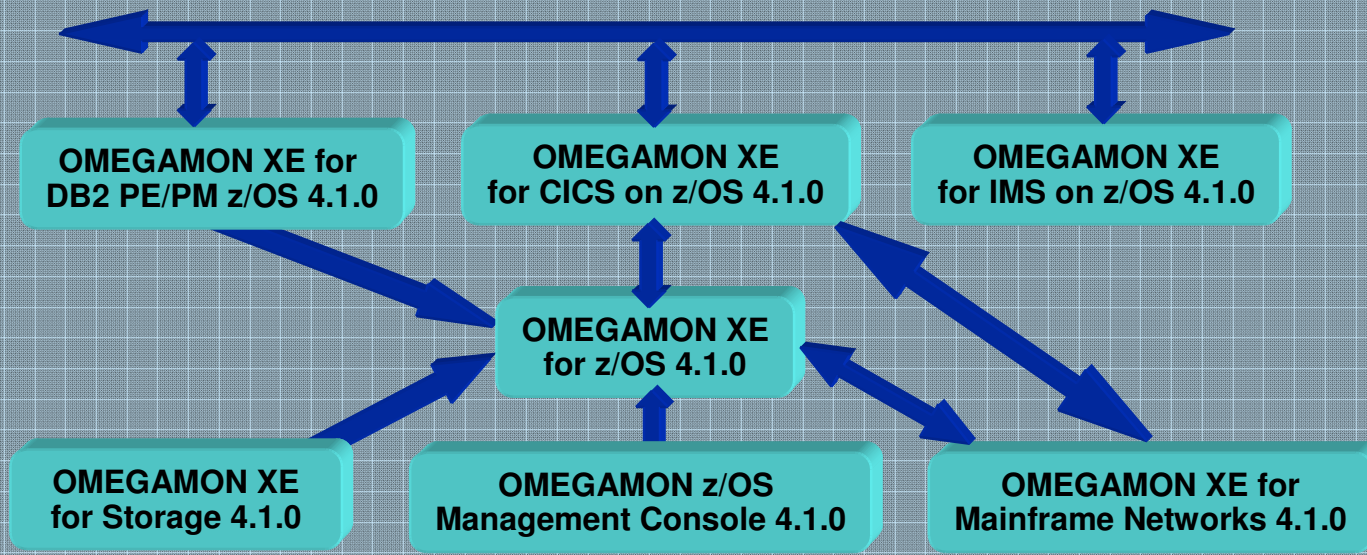 OMEGAMON XE for
DB2 PE/PM z/OS 4.1.0
OMEGAMON XE
for CICS on z/OS 4.1.0
OMEGAMON XE
for IMS on z/OS 4.1.0
OMEGAMON XE
for z/OS 4.1.0
OMEGAMON XE
for Storage 4.1.0
OMEGAMON z/OS
Management Console 4.1.0
OMEGAMON XE for
Mainframe Networks 4.1.0